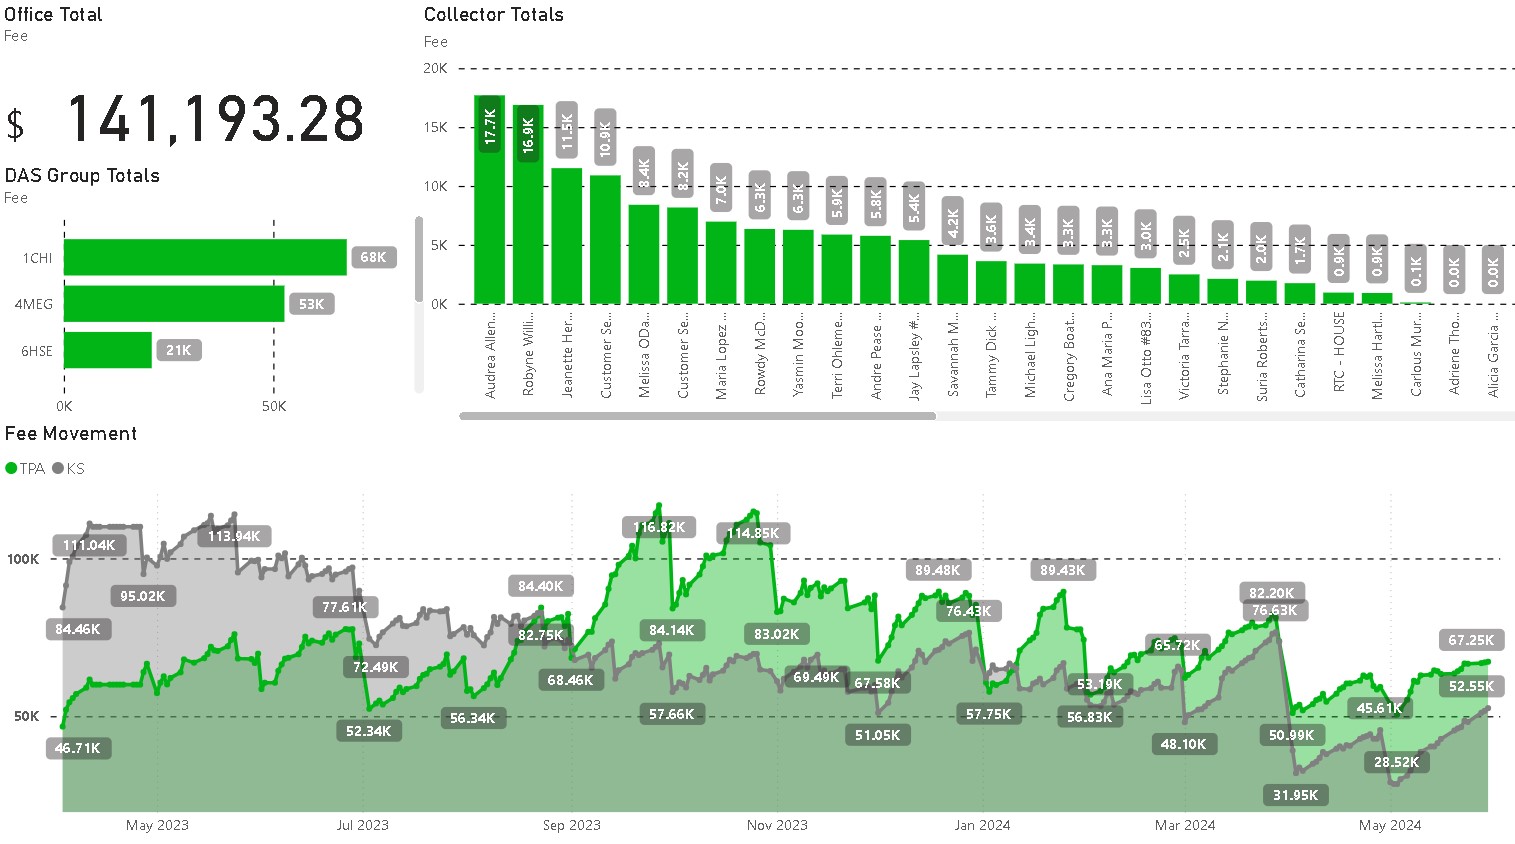 Office Total
Fee
$ 141,193.28
DAS Group Totals
Fee
1CHI 68K
4MEG 53K
6HSE 21K
0K 50K
Collector Totals
Fee
20K
15K
10K
5K
0K
17.7K 16.9K 11.5K 10.9K 8.4K 8.2K 7.0K 6.3K 6.3K 5.9K 5.8K 5.4K 4.2K 3.6K 3.4K 3.3K 3.3K 3.0K 2.5K 2.1K 2.0K 1.7K 0.9K 0.9K 0.1K 0.0K 0.0K
Audrea Allen...
Robyne Willi...
Jeanette Her...
Customer Se...
Melissa ODa...
Customer Se...
Maria Lopez ...
Rowdy McD...
Yasmin Moo...
Terri Ohleme...
Andre Pease ...
Jay Lapsley #...
Savannah M...
Tammy Dick ...
Michael Ligh...
Gregory Boat...
Ana Maria P...
Lisa Otto #83...
Victoria Tarra...
Stephanie N...
Suria Roberts...
Catharina Se...
RTC - HOUSE
Melissa Hartl...
Carlous Mur...
Adriene Tho...
Alicia Garcia ...
Fee Movement
TPA KS
100K
50K
111.04K 113.94K 116.82K 114.85K
95.02K 84.40K 89.48K 89.43K
84.46K 77.61K 82.75K 84.14K 83.02K 76.43K 82.20K
76.63K
72.49K 68.46K 69.49K 67.58K 53.19K 65.72K 67.25K
46.71K 52.34K 56.34K 57.66K 51.05K 57.75K 56.83K 48.10K 50.99K 45.61K 52.55K
31.95K 28.52K
May 2023 Jul 2023 Sep 2023 Nov 2023 Jan 2024 Mar 2024 May 2024